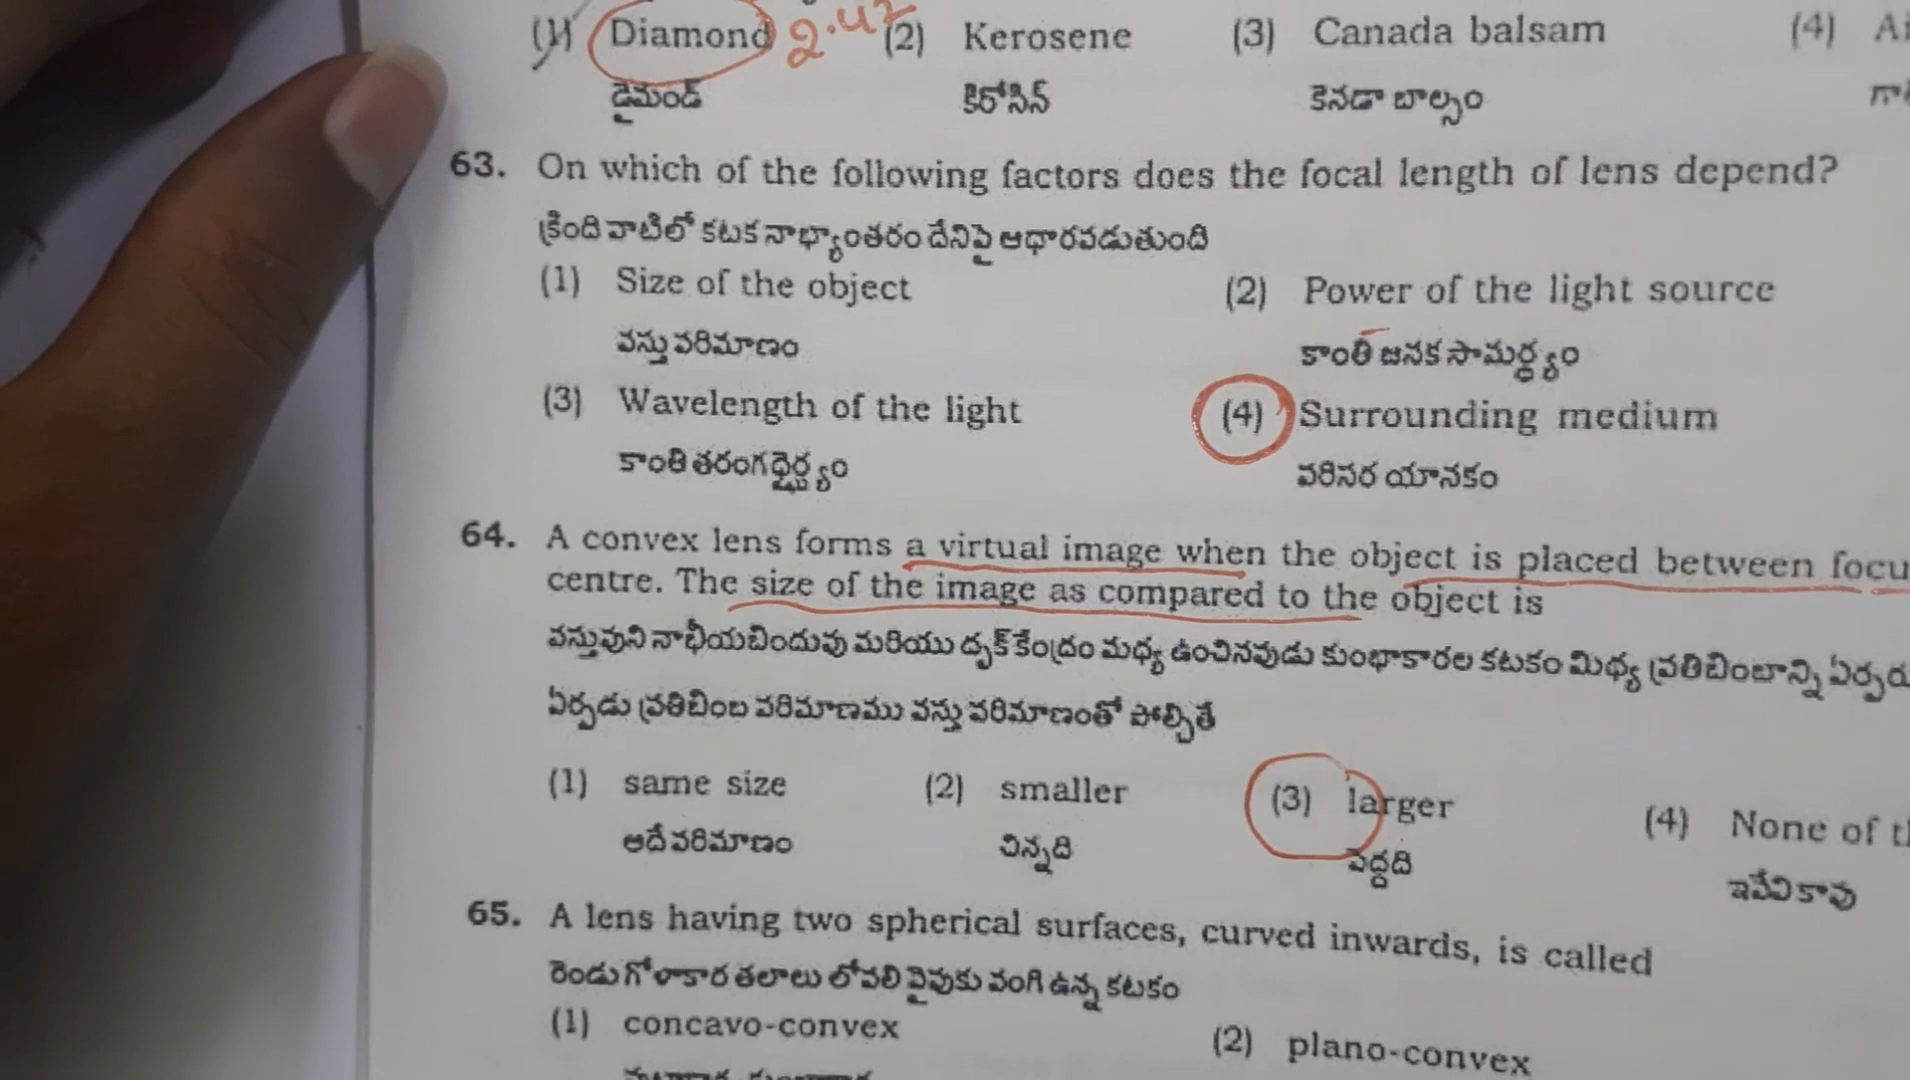 (1) Diamond 2.42 (2) Kerosene (3) Canada balsam (4)
డైమండ్ కిరోసిన్ కెనడా బాల్సం
63. On which of the following factors does the focal length of lens depend?
క్రింది వాటిలో కటక నాభ్యాంతరం దేనిపై ఆధారపడుతుంది
(1) Size of the object (2) Power of the light source
వస్తు పరిమాణం కాంతి జనక సామర్థ్యం
(3) Wavelength of the light (4) Surrounding medium
కాంతి తరంగదైర్ఘ్యం పరిసర యానకం
64. A convex lens forms a virtual image when the object is placed between focu
centre. The size of the image as compared to the object is
వస్తువుని నాభీయబిందువు మరియు దృక్ కేంద్రం మధ్య ఉంచినపుడు కుంభాకారల కటకం మిథ్య ప్రతిబింబాన్ని
ఏర్పడు ప్రతిబింబ పరిమాణము వస్తు పరిమాణంతో పోల్చితే
(1) same size (2) smaller (3) larger (4) None of
అదే పరిమాణం చిన్నది పెద్దది ఇవేవి కావు
65. A lens having two spherical surfaces, curved inwards, is called
రెండు గోళాకార తలాలు లోపలి వైపుకు వంగి ఉన్న కటకం
(1) concavo-convex (2) plano-convex